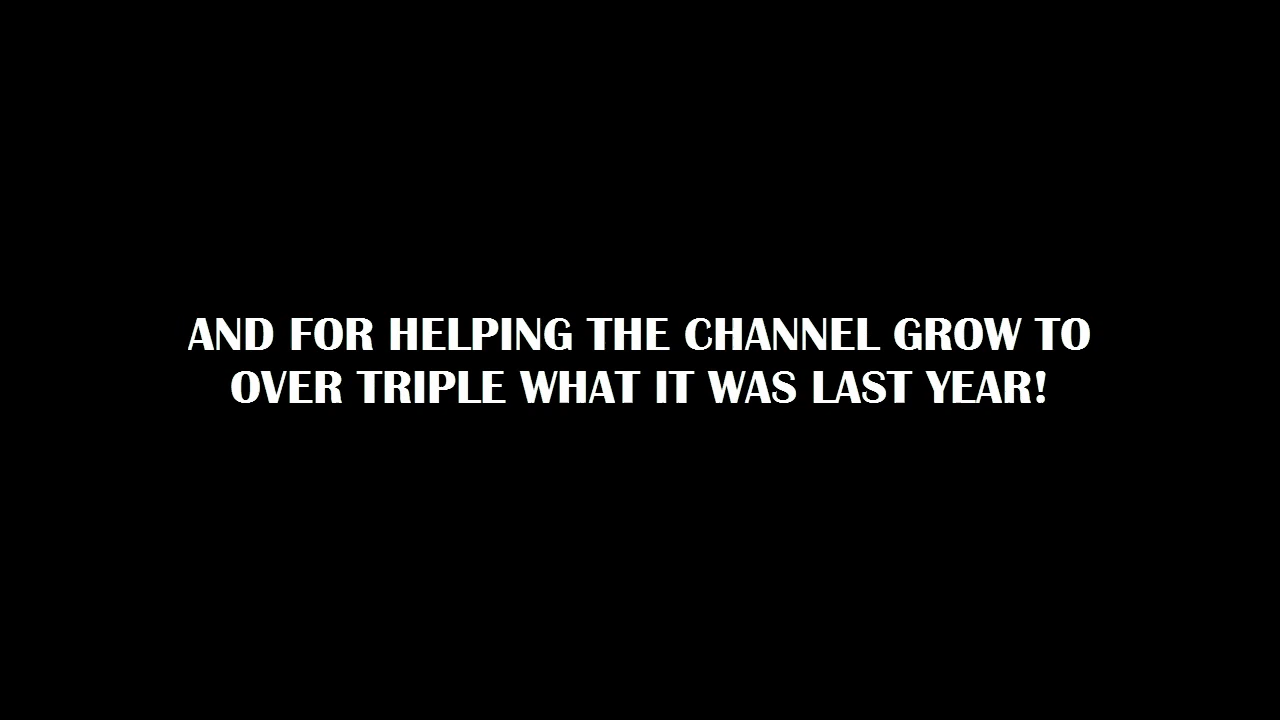 AND FOR HELPING THE CHANNEL GROW TO
OVER TRIPLE WHAT IT WAS LAST YEAR!